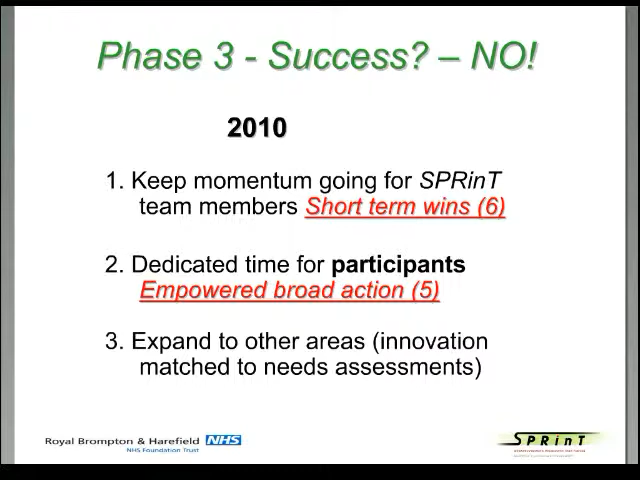 Phase 3 - Success? – NO!
2010
1. Keep momentum going for SPRinT
team members Short term wins (6)
2. Dedicated time for participants
Empowered broad action (5)
3. Expand to other areas (innovation
matched to needs assessments)
Royal Brompton & Harefield NHS
NHS Foundation Trust
SPRinT